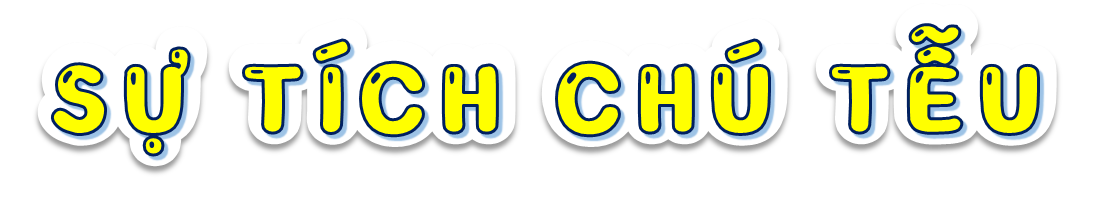 SỰ TÍCH CHÚ TỄU